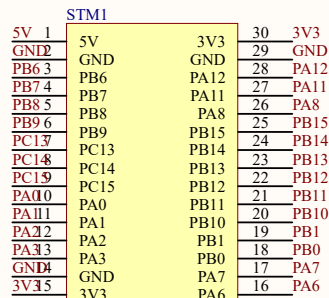 STM1
5V 1 5V 3V3 30 3V3
GND 2 GND GND 29 GND
PB6 3 PB6 PA12 28 PA12
PB7 4 PB7 PA11 27 PA11
PB8 5 PB8 PA8 26 PA8
PB9 6 PB9 PB15 25 PB15
PC13 7 PC13 PB14 24 PB14
PC14 8 PC14 PB13 23 PB13
PC15 9 PC15 PB12 22 PB12
PA0 10 PA0 PB11 21 PB11
PA1 11 PA1 PB10 20 PB10
PA2 12 PA2 PB1 19 PB1
PA3 13 PA3 PB0 18 PB0
GND 14 GND PA7 17 PA7
3V3 15 3V3 PA6 16 PA6